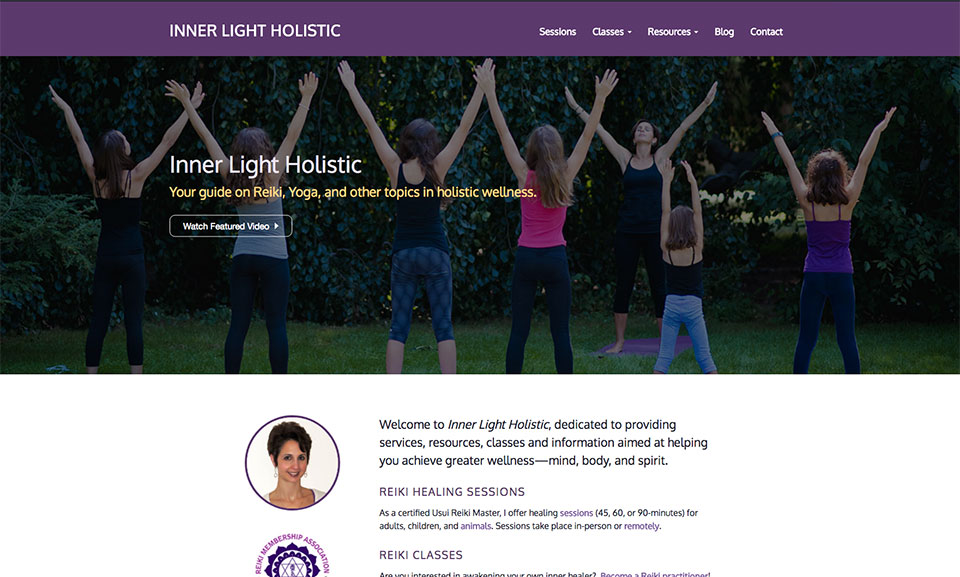 INNER LIGHT HOLISTIC
Sessions Classes Resources Blog Contact
Inner Light Holistic
Your guide on Reiki, Yoga, and other topics in holistic wellness.
Watch Featured Video
Welcome to Inner Light Holistic, dedicated to providing
services, resources, classes and information aimed at helping
you achieve greater wellness—mind, body, and spirit.
REIKI HEALING SESSIONS
As a certified Usui Reiki Master, I offer healing sessions (45, 60, or 90-minutes) for
adults, children, and animals. Sessions take place in-person or remotely.
REIKI MEMBERSHIP ASSOCIATION
REIKI CLASSES
Are you interested in awakening your own inner healer? Become a Reiki practitioner!